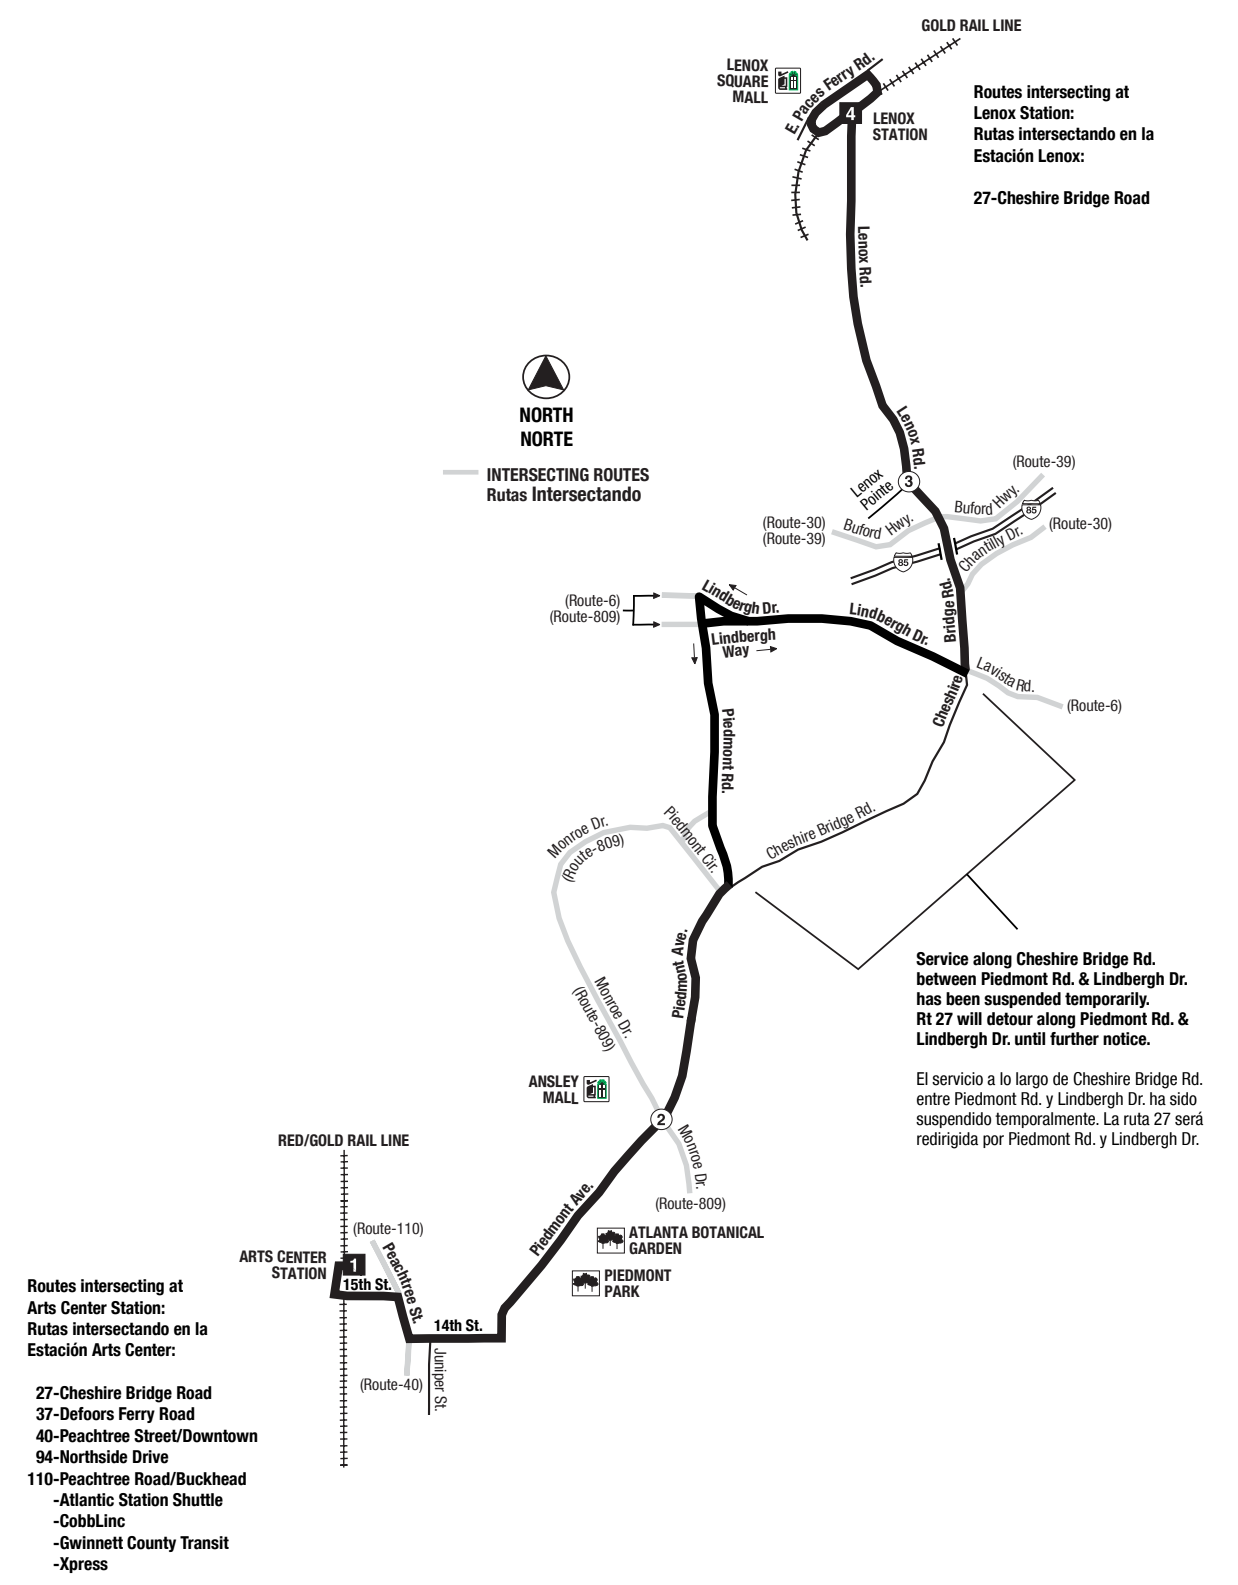 GOLD RAIL LINE
LENOX
SQUARE
MALL
E. Paces Ferry Rd.
4
LENOX
STATION
Routes intersecting at
Lenox Station:
Rutas intersectando en la
Estación Lenox:
27-Cheshire Bridge Road
Lenox Rd.
NORTH
NORTE
INTERSECTING ROUTES
Rutas Intersectando
Lenox Rd.
(Route-39)
Lenox
Pointe
3
Buford Hwy.
85
(Route-30)
(Route-39)
Buford Hwy.
(Route-30)
Chantilly Dr.
85
Bridge Rd.
(Route-6)
(Route-809)
Lindbergh Dr.
Lindbergh Dr.
Lindbergh
Way
Lavista Rd.
(Route-6)
Cheshire
Piedmont Rd.
Cheshire Bridge Rd.
Piedmont Cir.
Monroe Dr.
(Route-809)
Piedmont Ave.
Monroe Dr.
(Route-809)
Service along Cheshire Bridge Rd.
between Piedmont Rd. & Lindbergh Dr.
has been suspended temporarily.
Rt 27 will detour along Piedmont Rd. &
Lindbergh Dr. until further notice.
El servicio a lo largo de Cheshire Bridge Rd.
entre Piedmont Rd. y Lindbergh Dr. ha sido
suspendido temporalmente. La ruta 27 será
redirigida por Piedmont Rd. y Lindbergh Dr.
ANSLEY
MALL
2
Monroe Dr.
(Route-809)
RED/GOLD RAIL LINE
Piedmont Ave.
ATLANTA BOTANICAL
GARDEN
PIEDMONT
PARK
(Route-110)
Peachtree St.
ARTS CENTER
STATION
1
15th St.
14th St.
Juniper St.
(Route-40)
Routes intersecting at
Arts Center Station:
Rutas intersectando en la
Estación Arts Center:
27-Cheshire Bridge Road
37-Defoors Ferry Road
40-Peachtree Street/Downtown
94-Northside Drive
110-Peachtree Road/Buckhead
-Atlantic Station Shuttle
-CobbLinc
-Gwinnett County Transit
-Xpress